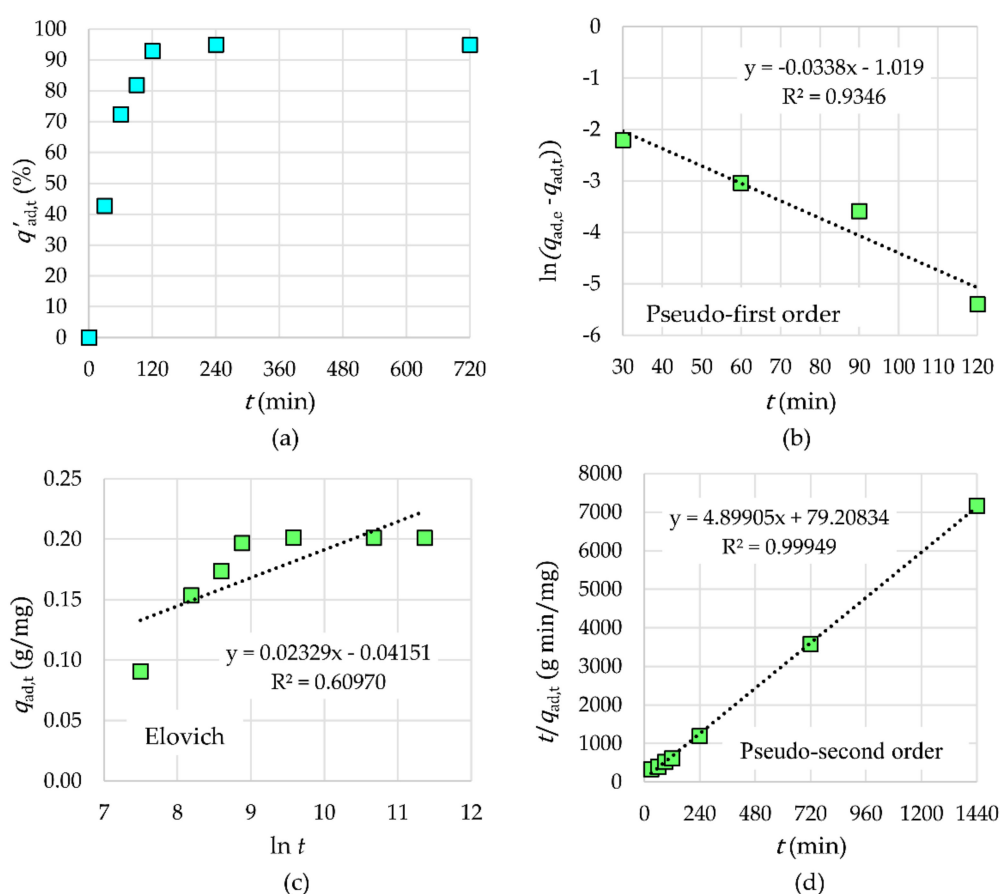 100
90
80
70
60
50
40
30
20
10
0
q′ad,t (%)
0 120 240 360 480 600 720
t (min)
(a)
-0
-1
-2
-3
-4
-5
-6
ln(qad,e -qad,t))
y = -0.0338x - 1.019
R² = 0.9346
Pseudo-first order
30 40 50 60 70 80 90 100 110 120
t (min)
(b)
0.25
0.20
0.15
0.10
0.05
0.00
qad,t (g/mg)
y = 0.02329x - 0.04151
R² = 0.60970
Elovich
7 8 9 10 11 12
ln t
(c)
8000
7000
6000
5000
4000
3000
2000
1000
0
t/qad,t (g min/mg)
y = 4.89905x + 79.20834
R² = 0.99949
Pseudo-second order
0 240 480 720 960 1200 1440
t (min)
(d)